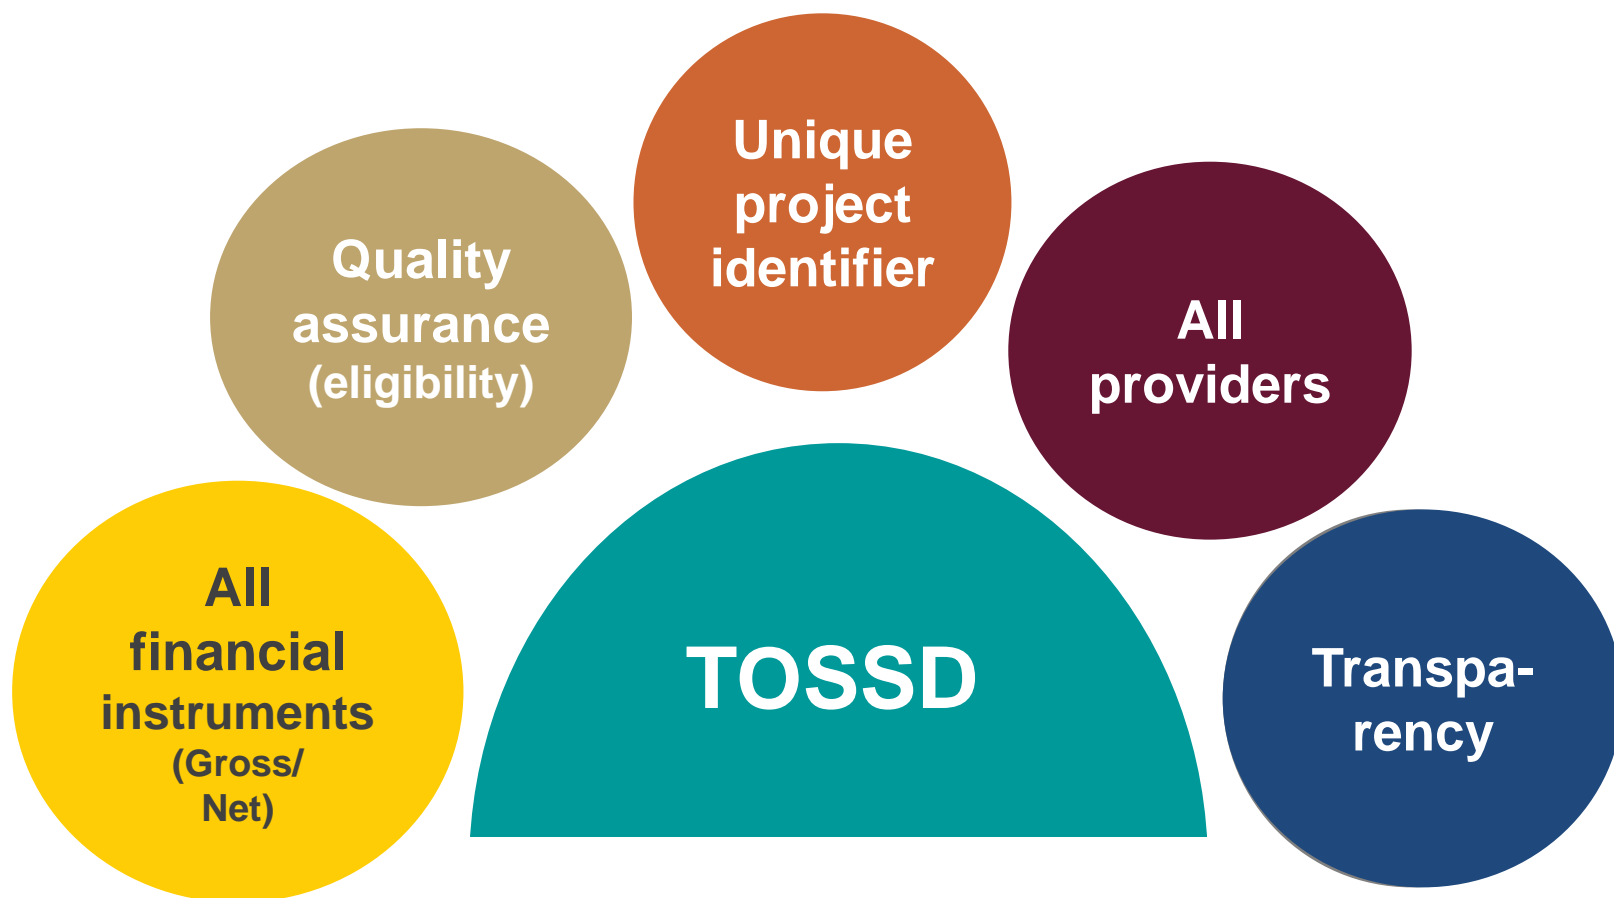 Unique
project
identifier
Quality
assurance
(eligibility)
All
providers
All
financial
instruments
(Gross/
Net)
TOSSD
Transpa-
rency